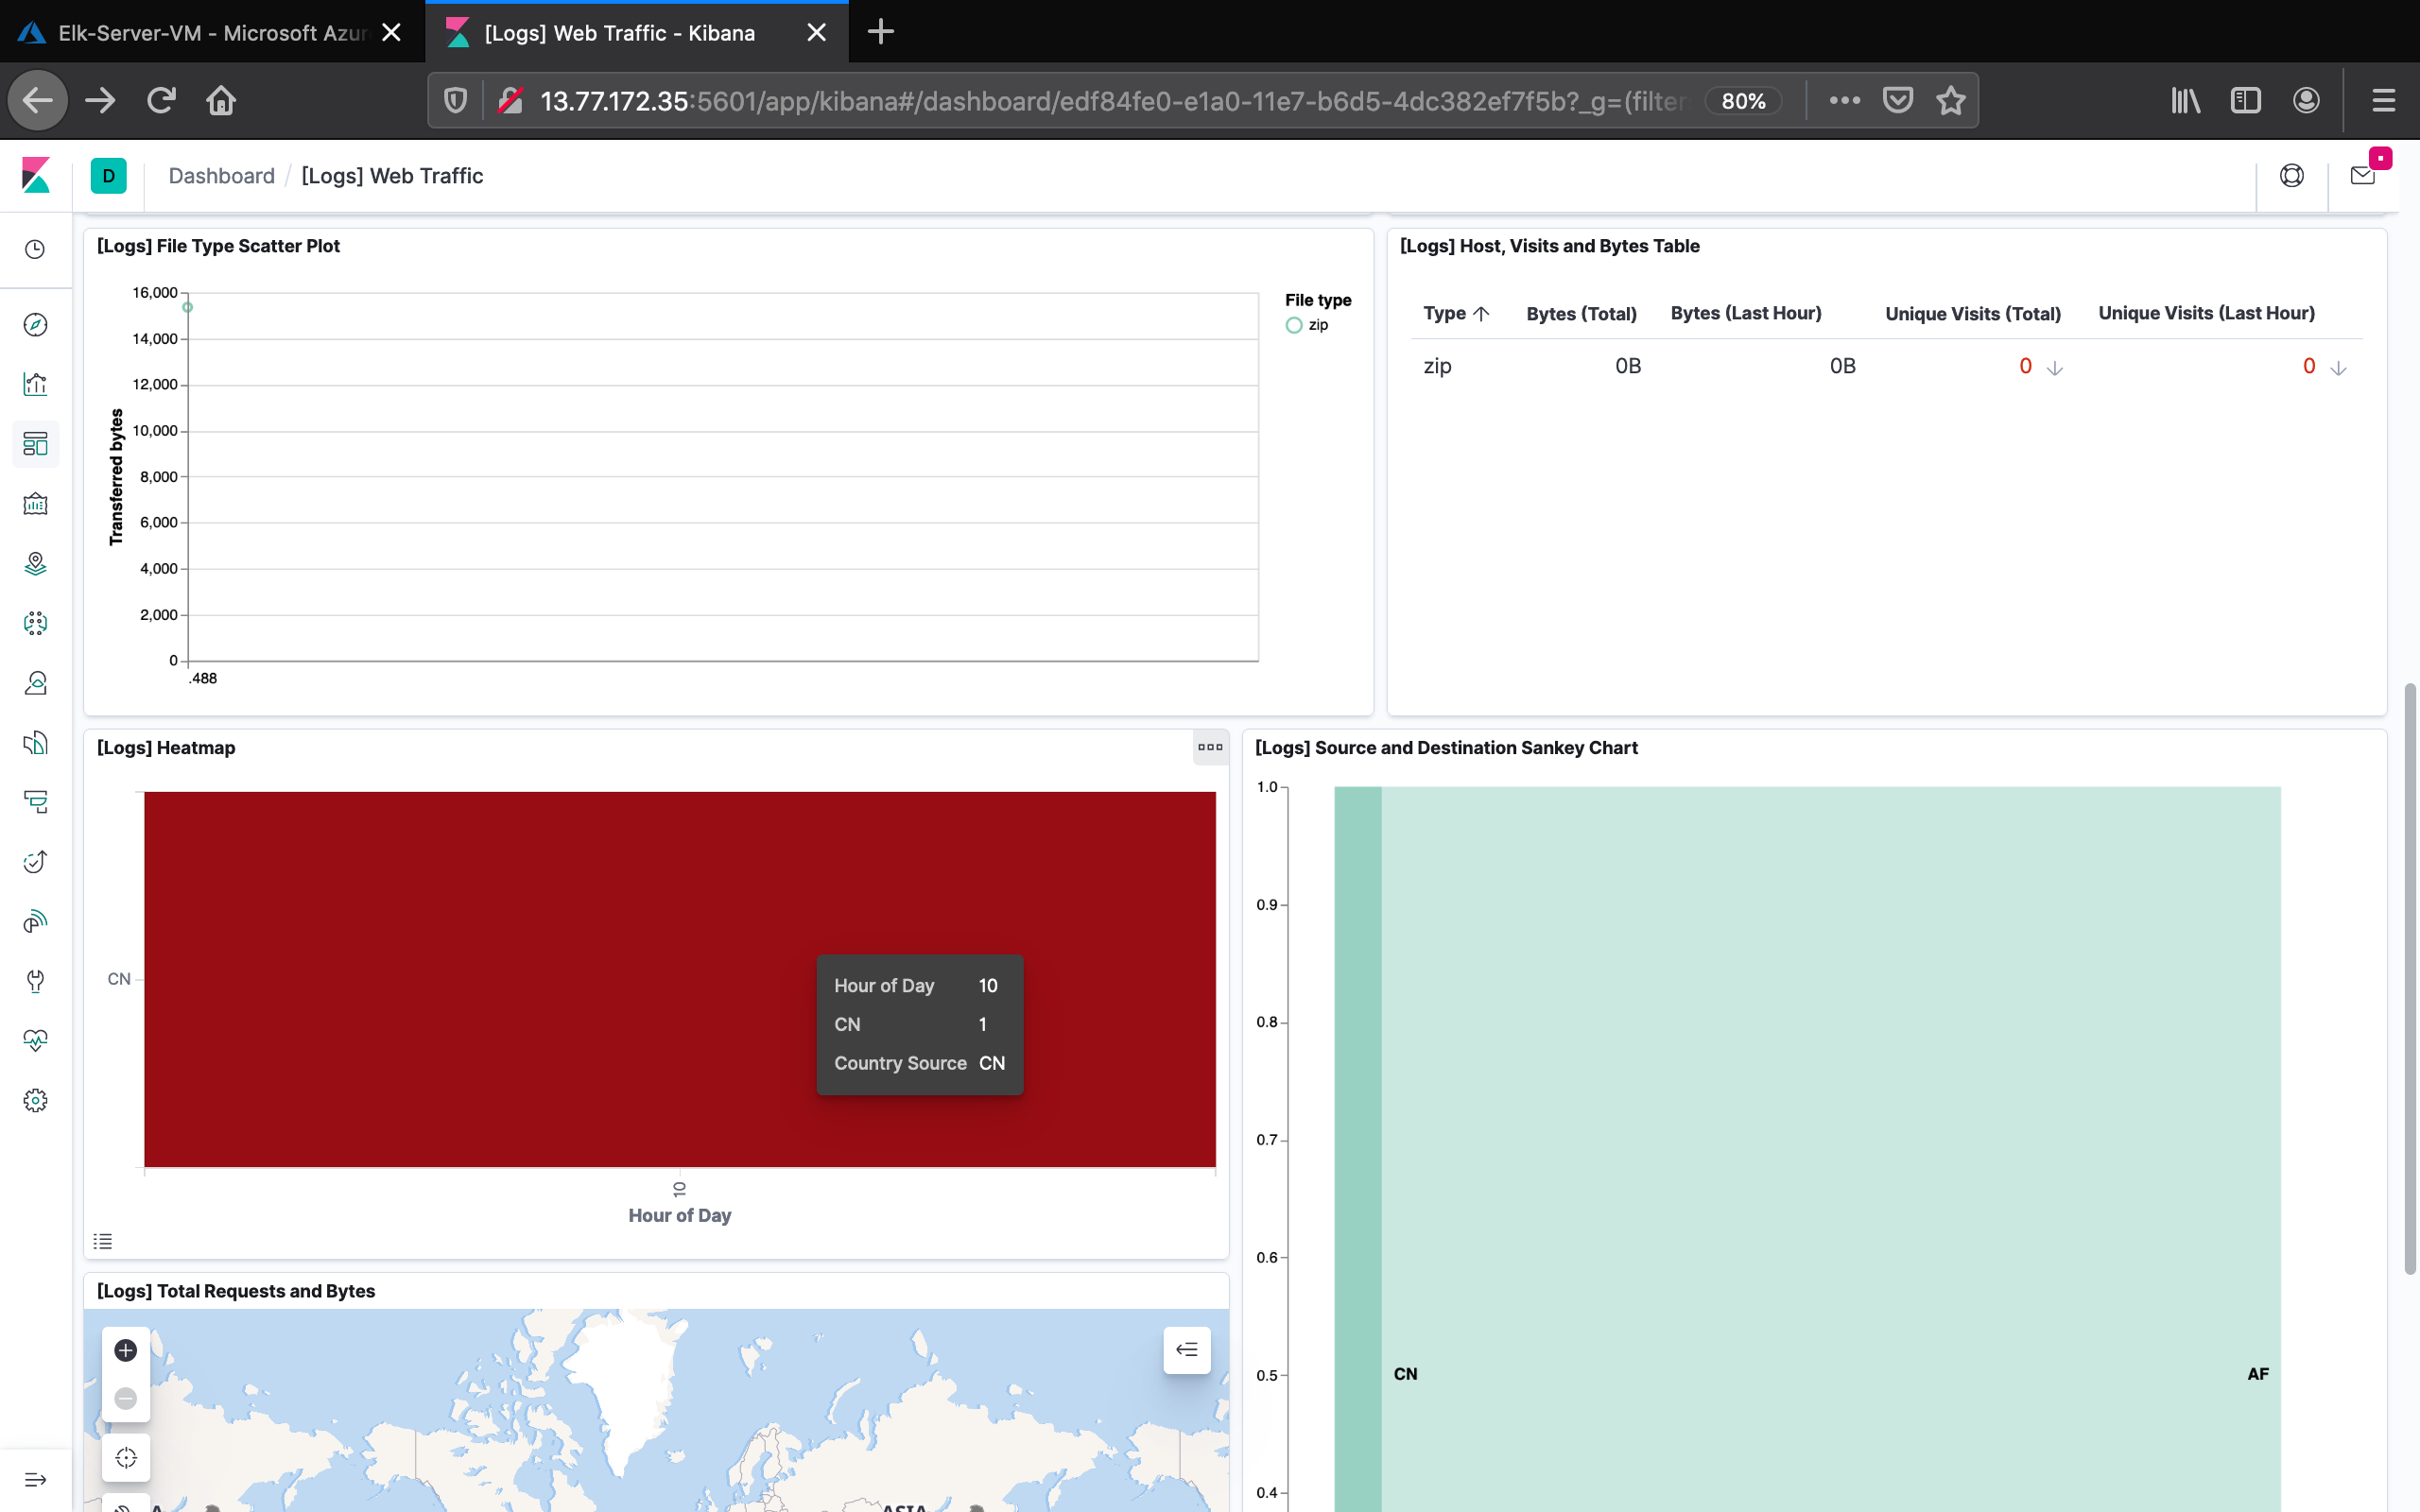 Elk-Server-VM - Microsoft Azur
[Logs] Web Traffic - Kibana
13.77.172.35:5601/app/kibana#/dashboard/edf84fe0-e1a0-11e7-b6d5-4dc382ef7f5b?_g=(filter
80%
D
Dashboard / [Logs] Web Traffic
[Logs] File Type Scatter Plot
16,000
14,000
12,000
10,000
8,000
6,000
4,000
2,000
0
.488
Transferred bytes
File type
zip
[Logs] Host, Visits and Bytes Table
Type Bytes (Total) Bytes (Last Hour) Unique Visits (Total) Unique Visits (Last Hour)
zip 0B 0B 0 0
[Logs] Heatmap
CN
Hour of Day 10
CN 1
Country Source CN
10
Hour of Day
[Logs] Source and Destination Sankey Chart
1.0
0.9
0.8
0.7
0.6
0.5
0.4
CN
AF
[Logs] Total Requests and Bytes
ASIA